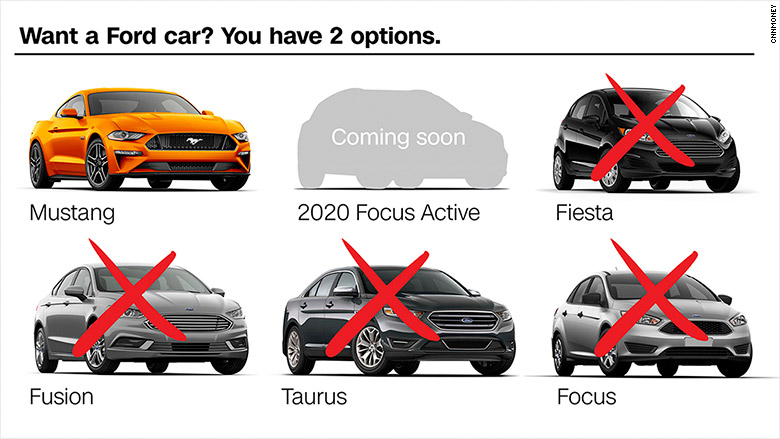 Want a Ford car? You have 2 options.
CNNMONEY
Coming soon
Mustang
2020 Focus Active
Fiesta
Fusion
Taurus
Focus